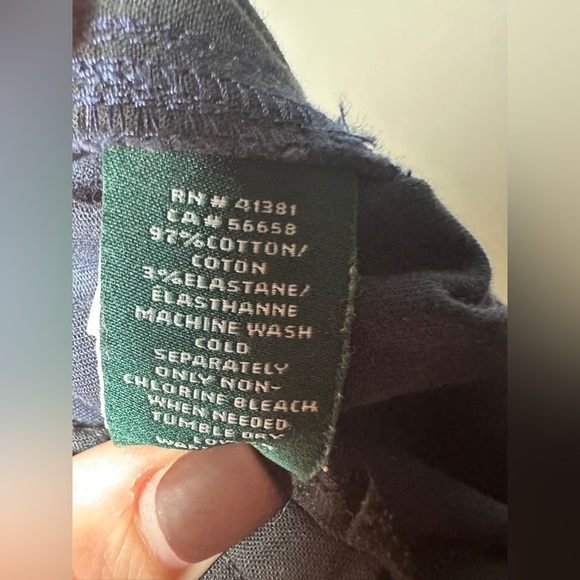 RN # 41381
CA # 56658
97%COTTON/
COTON
3%ELASTANE/
ELASTHANNE
MACHINE WASH
COLD
SEPARATELY
ONLY NON-
CHLORINE BLEACH
WHEN NEEDED
TUMBLE DRY
LOW